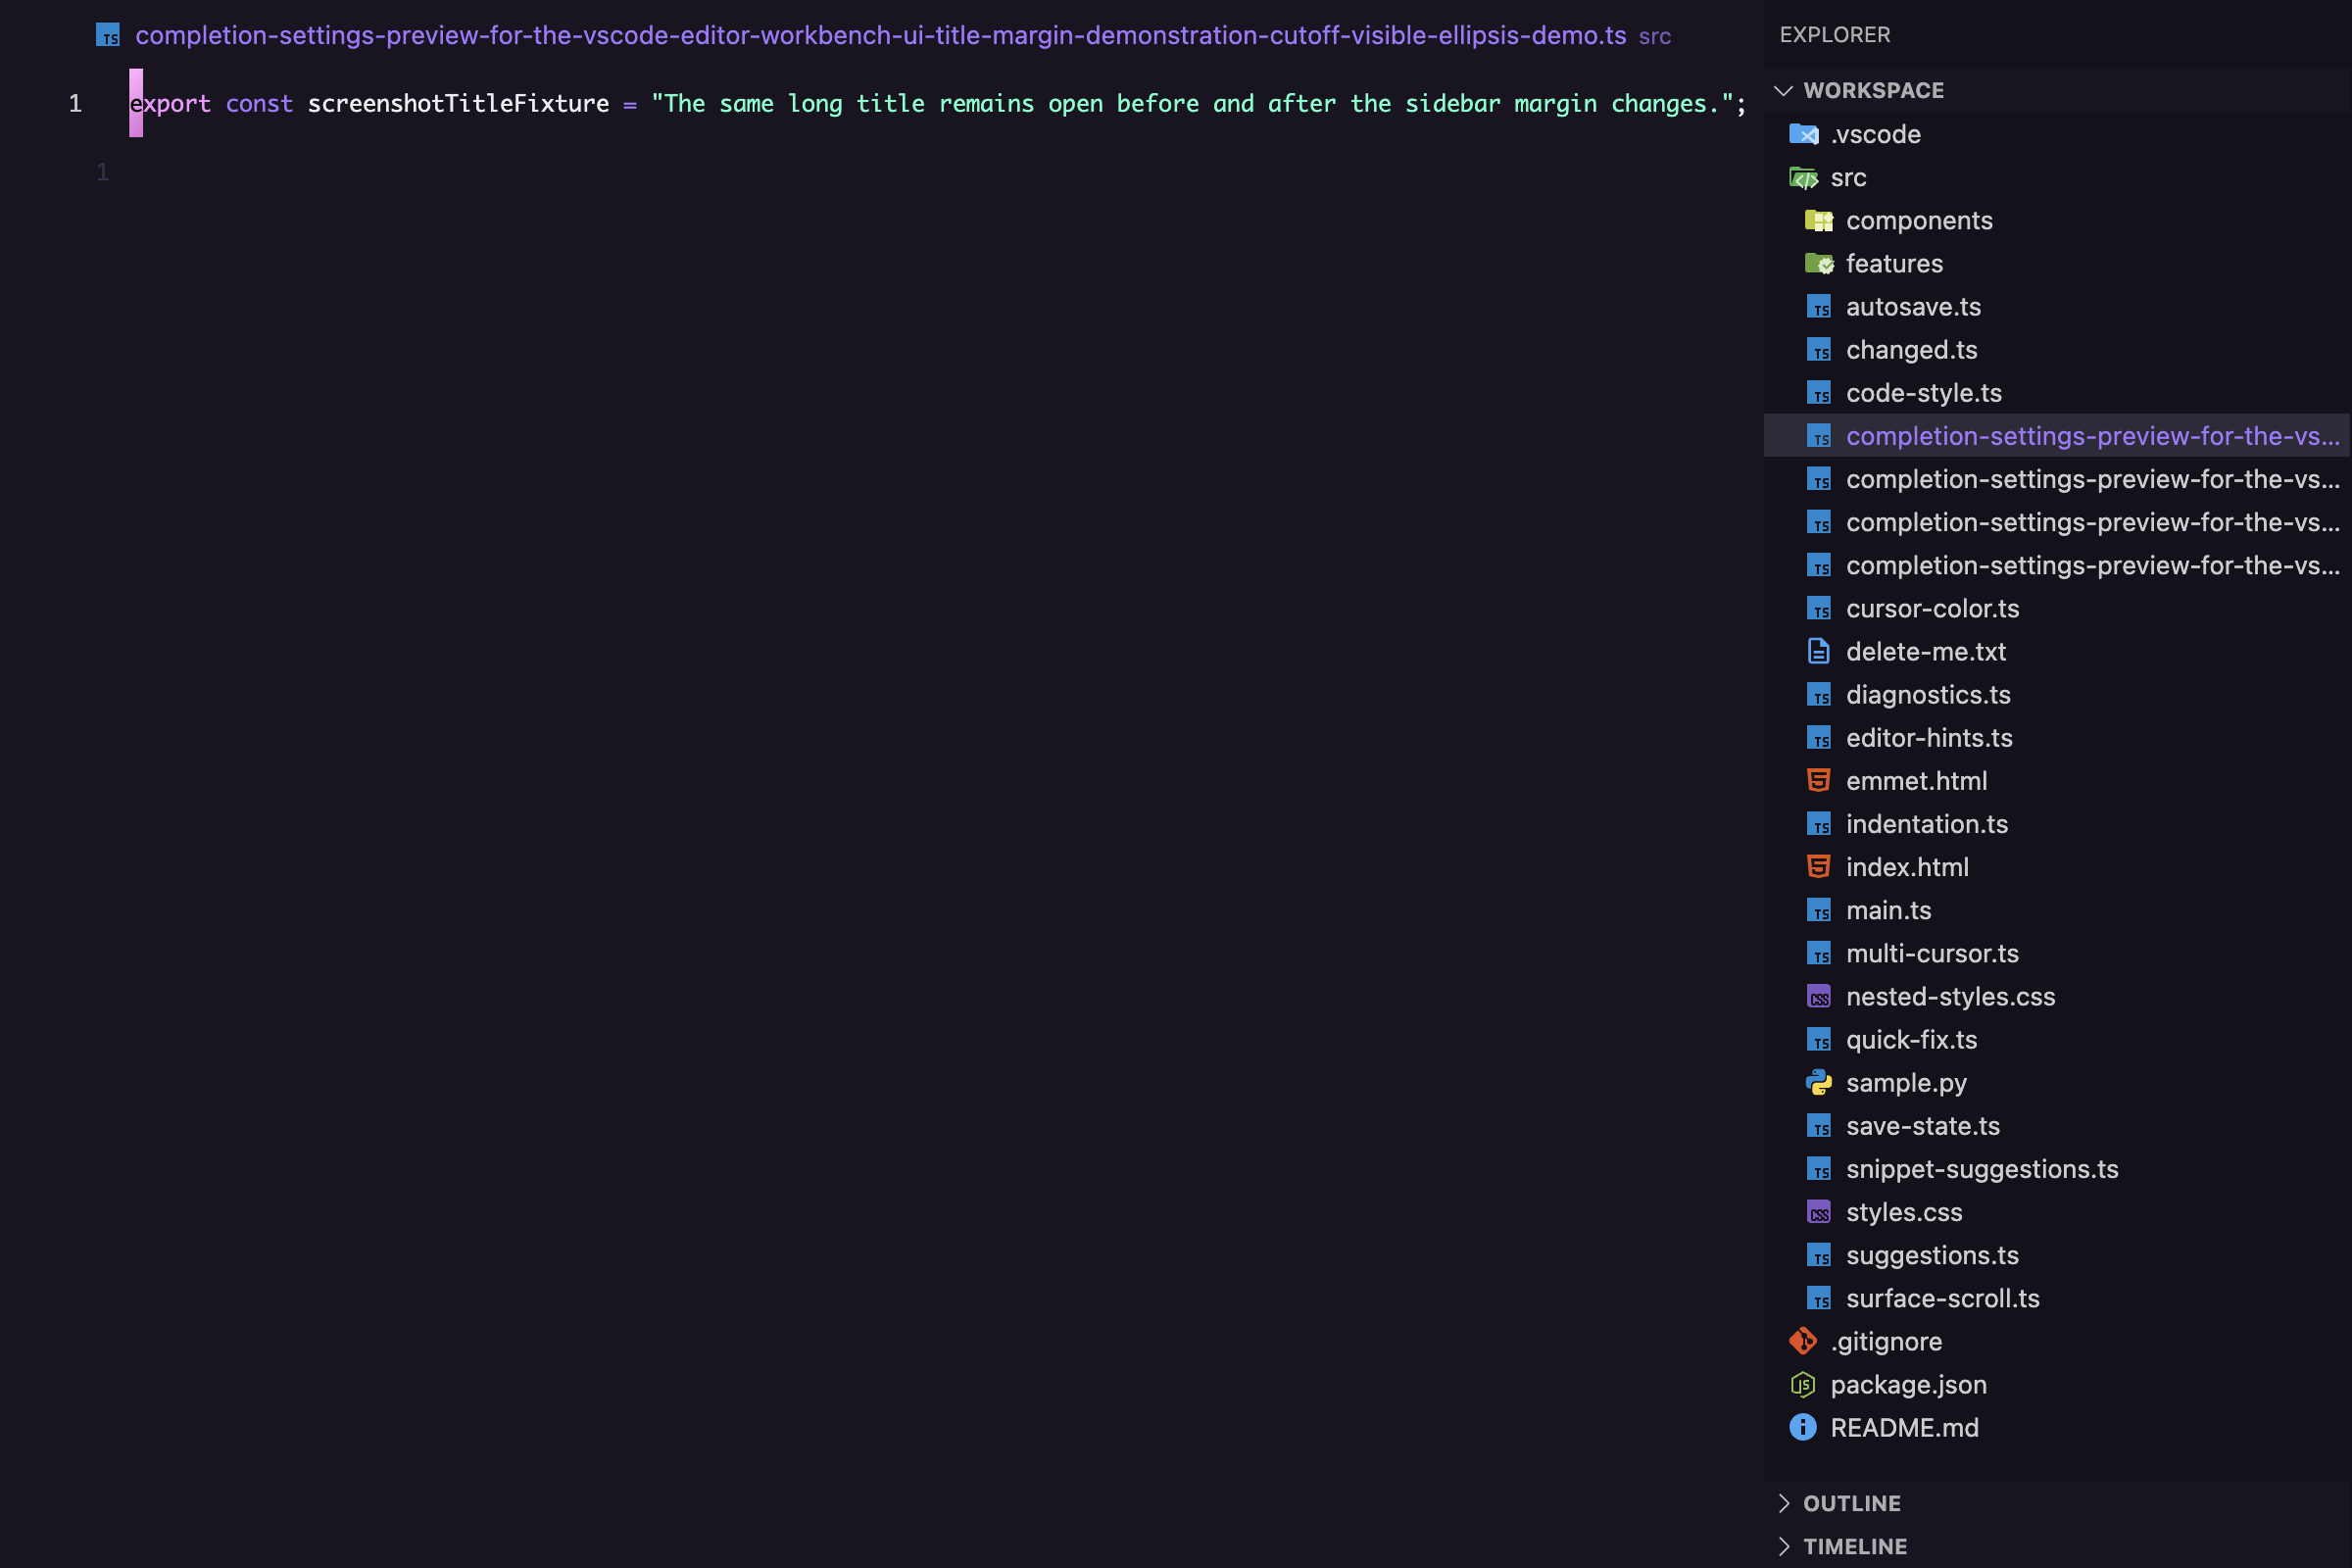 completion-settings-preview-for-the-vscode-editor-workbench-ui-title-margin-demonstration-cutoff-visible-ellipsis-demo.ts src
1 export const screenshotTitleFixture = "The same long title remains open before and after the sidebar margin changes.";
1
EXPLORER
WORKSPACE
.vscode
src
components
features
autosave.ts
changed.ts
code-style.ts
completion-settings-preview-for-the-vs...
completion-settings-preview-for-the-vs...
completion-settings-preview-for-the-vs...
completion-settings-preview-for-the-vs...
cursor-color.ts
delete-me.txt
diagnostics.ts
editor-hints.ts
emmet.html
indentation.ts
index.html
main.ts
multi-cursor.ts
nested-styles.css
quick-fix.ts
sample.py
save-state.ts
snippet-suggestions.ts
styles.css
suggestions.ts
surface-scroll.ts
.gitignore
package.json
README.md
OUTLINE
TIMELINE